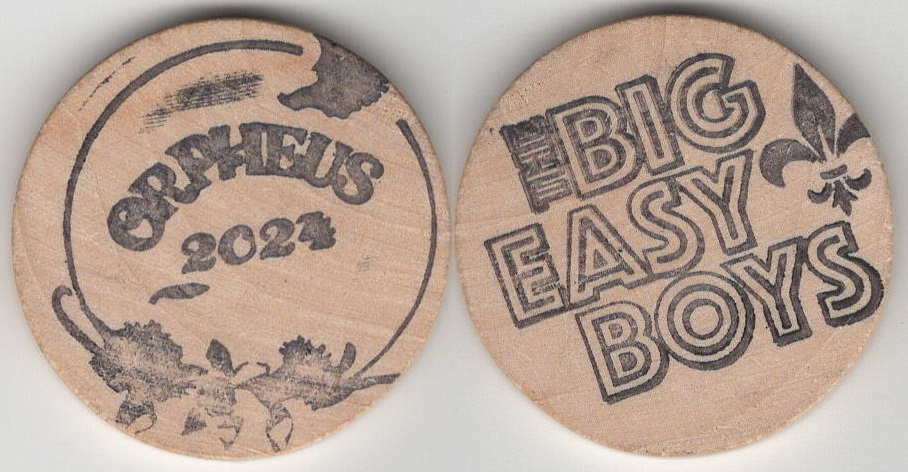 ORPHEUS
2024
THE BIG
EASY
BOYS